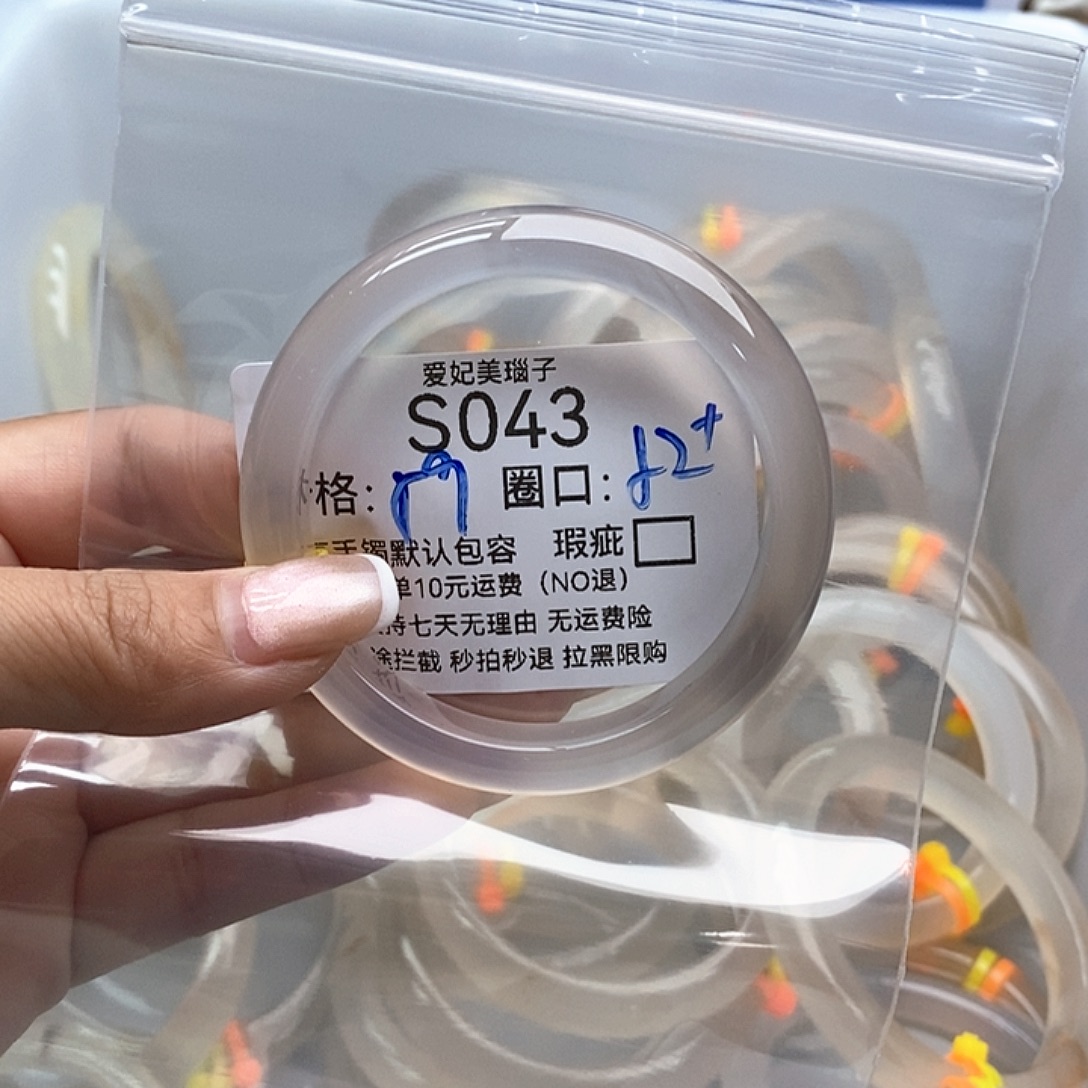 爱妃美瑙子
S043
格: 圈口: 52+
手镯默认包容 瑕疵
单10元运费(NO退)
持七天无理由 无运费险
途拦截 秒拍秒退 拉黑限购